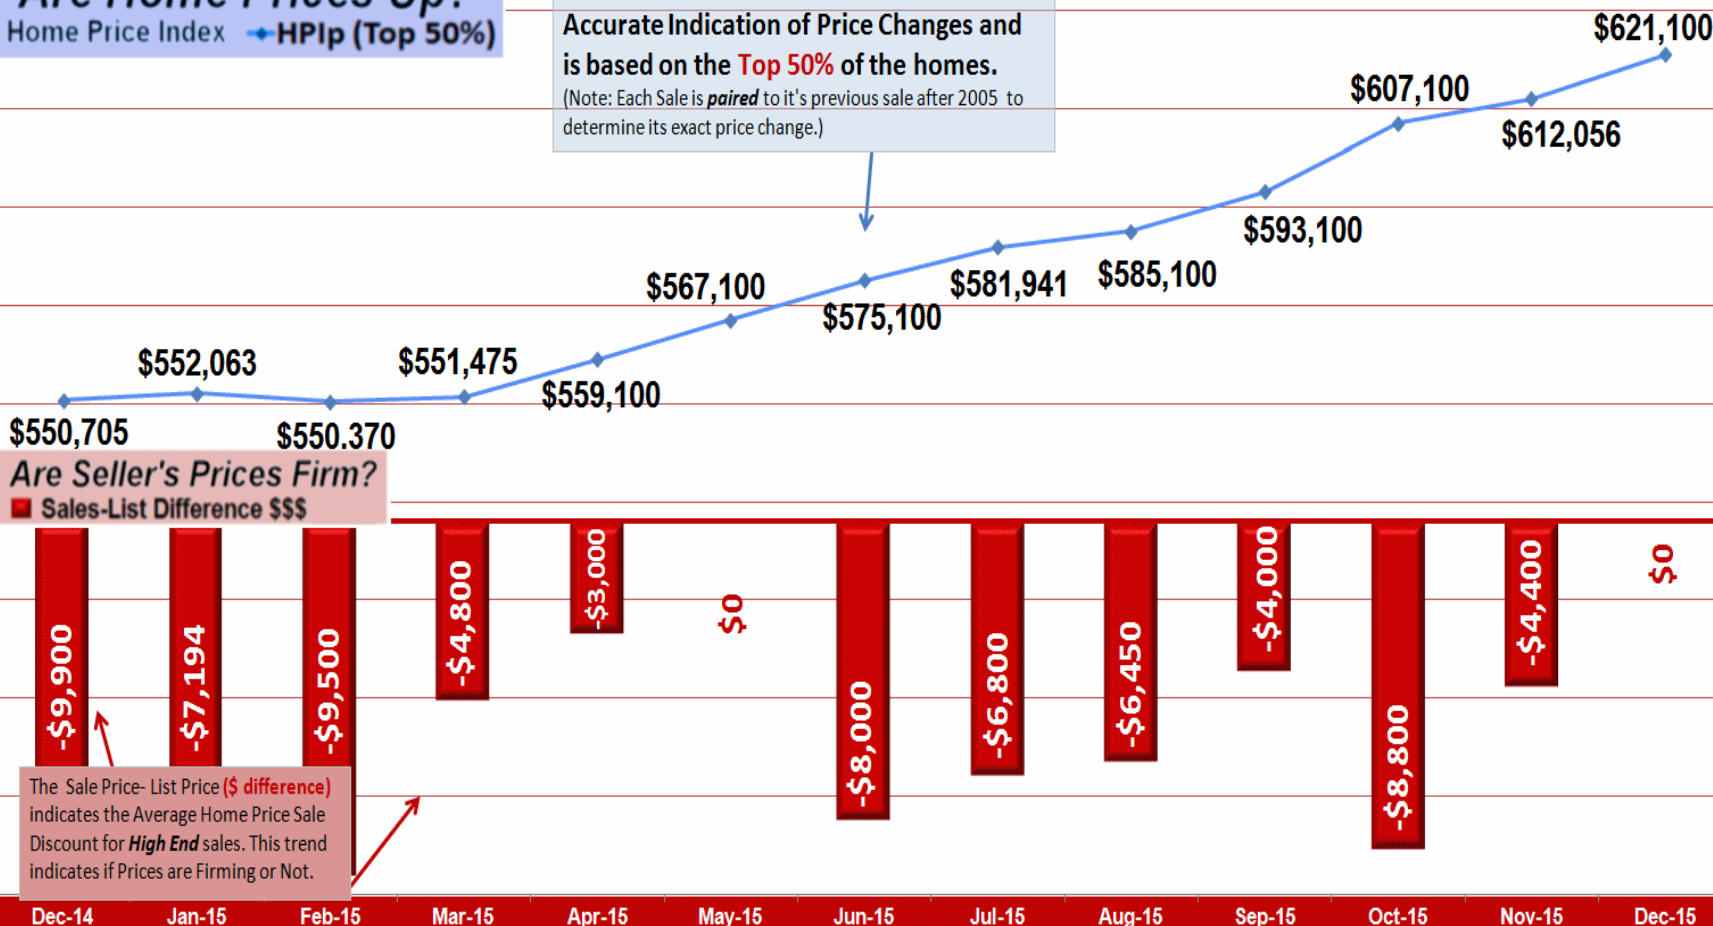 Are Home Prices Up?
Home Price Index HPIp (Top 50%)
Accurate Indication of Price Changes and
is based on the Top 50% of the homes.
(Note: Each Sale is paired to it's previous sale after 2005 to
determine its exact price change.)
$550,705
$552,063
$550.370
$551,475
$559,100
$567,100
$575,100
$581,941
$585,100
$593,100
$607,100
$612,056
$621,100
Are Seller's Prices Firm?
Sales-List Difference $$$
-$9,900
-$7,194
-$9,500
-$4,800
-$3,000
$0
-$8,000
-$6,800
-$6,450
-$4,000
-$8,800
-$4,400
$0
The Sale Price- List Price ($ difference)
indicates the Average Home Price Sale
Discount for High End sales. This trend
indicates if Prices are Firming or Not.
Dec-14 Jan-15 Feb-15 Mar-15 Apr-15 May-15 Jun-15 Jul-15 Aug-15 Sep-15 Oct-15 Nov-15 Dec-15